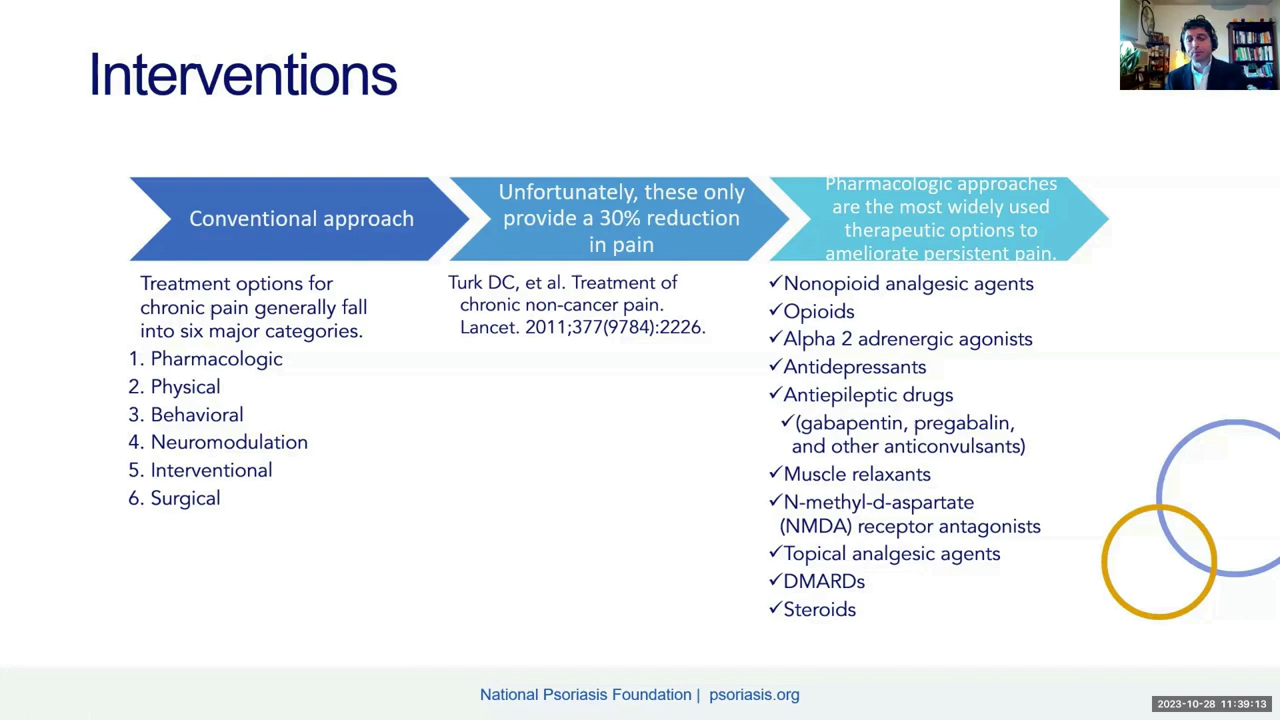 Interventions
Conventional approach
Treatment options for
chronic pain generally fall
into six major categories.
1. Pharmacologic
2. Physical
3. Behavioral
4. Neuromodulation
5. Interventional
6. Surgical
Unfortunately, these only
provide a 30% reduction
in pain
Turk DC, et al. Treatment of
chronic non-cancer pain.
Lancet. 2011;377(9784):2226.
Pharmacologic approaches
are the most widely used
therapeutic options to
ameliorate persistent pain.
✓Nonopioid analgesic agents
✓Opioids
✓Alpha 2 adrenergic agonists
✓Antidepressants
✓Antiepileptic drugs
✓(gabapentin, pregabalin,
and other anticonvulsants)
✓Muscle relaxants
✓N-methyl-d-aspartate
(NMDA) receptor antagonists
✓Topical analgesic agents
✓DMARDs
✓Steroids
National Psoriasis Foundation | psoriasis.org
2023-10-28 11:39:13